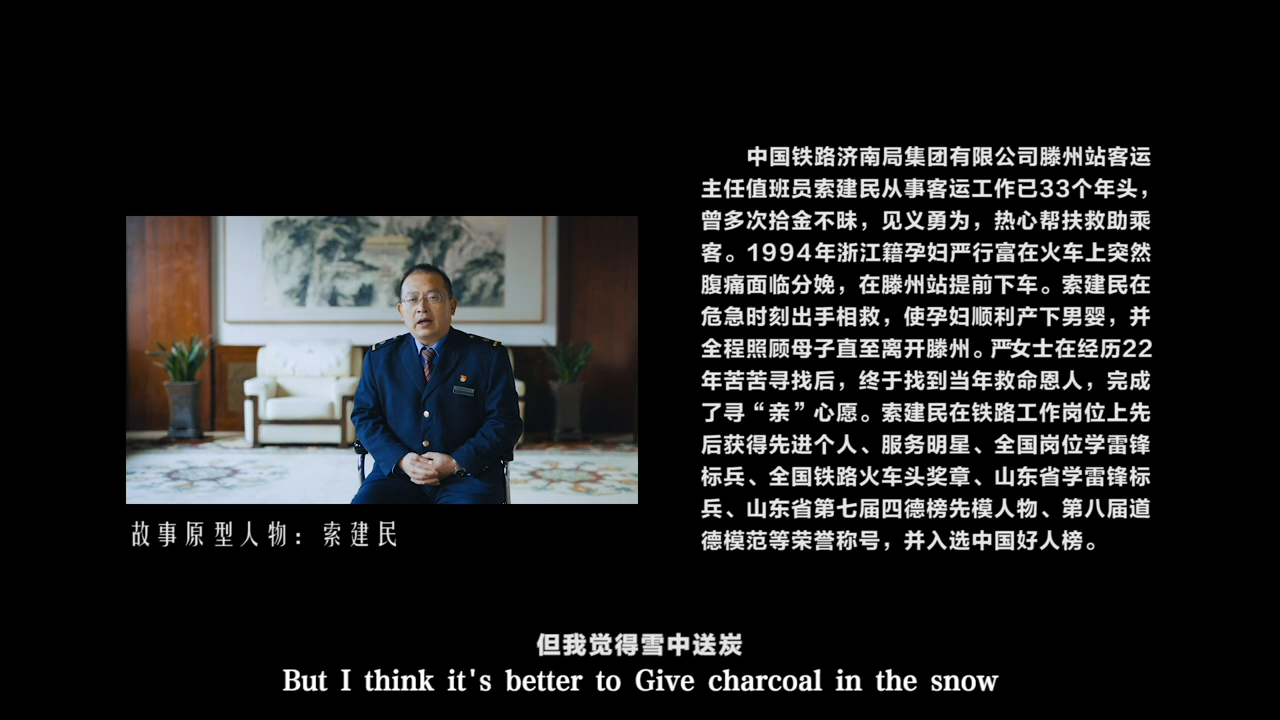 中国铁路济南局集团有限公司滕州站客运
主任值班员索建民从事客运工作已33个年头，
曾多次拾金不昧，见义勇为，热心帮扶救助乘
客。1994年浙江籍孕妇严行富在火车上突然
腹痛面临分娩，在滕州站提前下车。索建民在
危急时刻出手相救，使孕妇顺利产下男婴，并
全程照顾母子直至离开滕州。严女士在经历22
年苦苦寻找后，终于找到当年救命恩人，完成
了寻“亲”心愿。索建民在铁路工作岗位上先
后获得先进个人、服务明星、全国岗位学雷锋
标兵、全国铁路火车头奖章、山东省学雷锋标
兵、山东省第七届四德榜先模人物、第八届道
德模范等荣誉称号，并入选中国好人榜。
故事原型人物：索建民
但我觉得雪中送炭
But I think it's better to Give charcoal in the snow